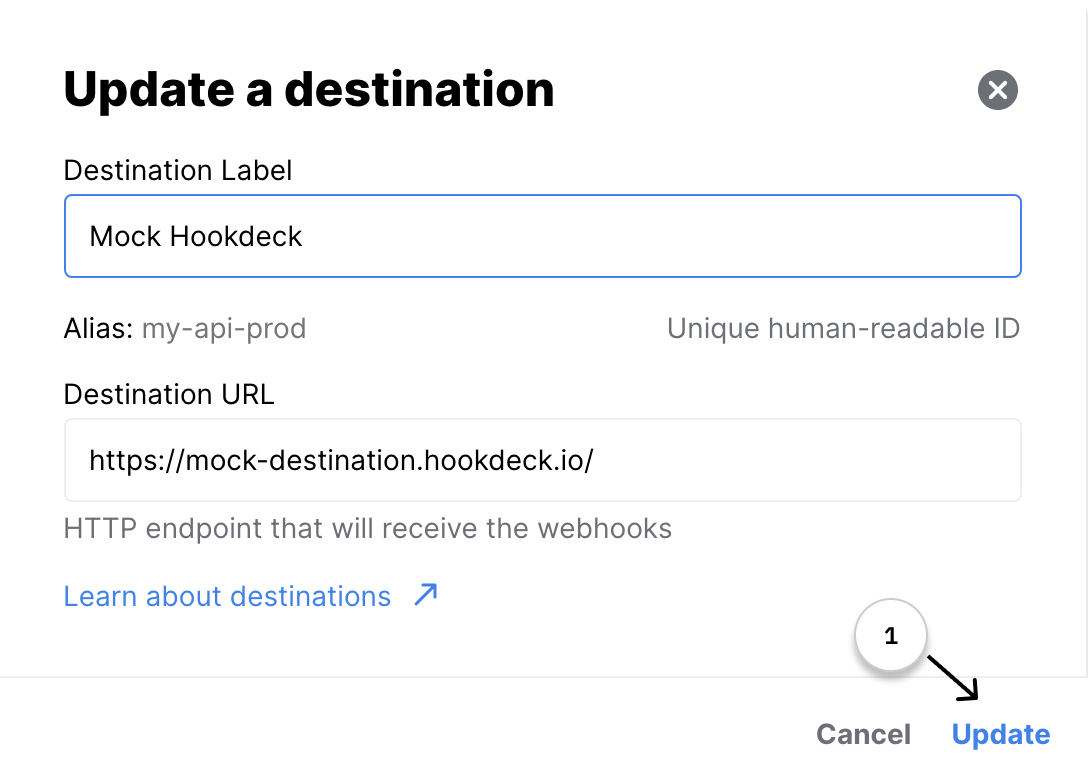 Update a destination
Destination Label
Mock Hookdeck
Alias: my-api-prod Unique human-readable ID
Destination URL
https://mock-destination.hookdeck.io/
HTTP endpoint that will receive the webhooks
Learn about destinations
1
Cancel Update